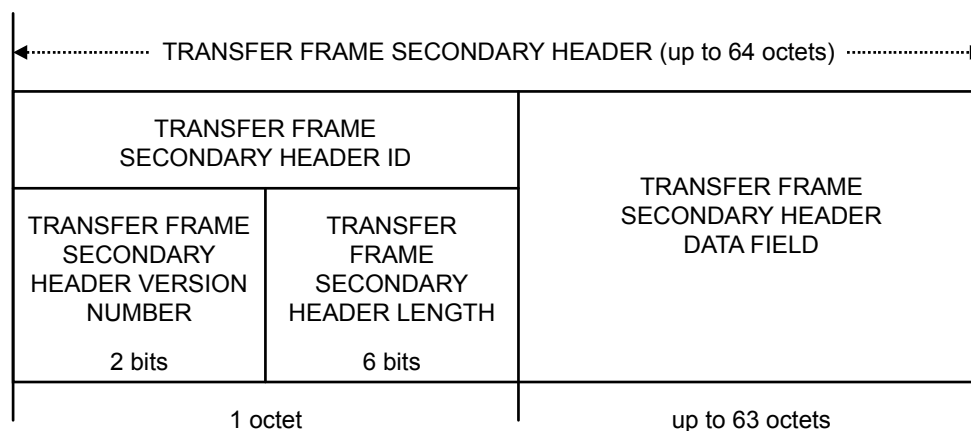 TRANSFER FRAME SECONDARY HEADER (up to 64 octets)
TRANSFER FRAME
SECONDARY HEADER ID
TRANSFER FRAME
SECONDARY
HEADER VERSION
NUMBER
2 bits
TRANSFER
FRAME
SECONDARY
HEADER LENGTH
6 bits
TRANSFER FRAME
SECONDARY HEADER
DATA FIELD
1 octet
up to 63 octets